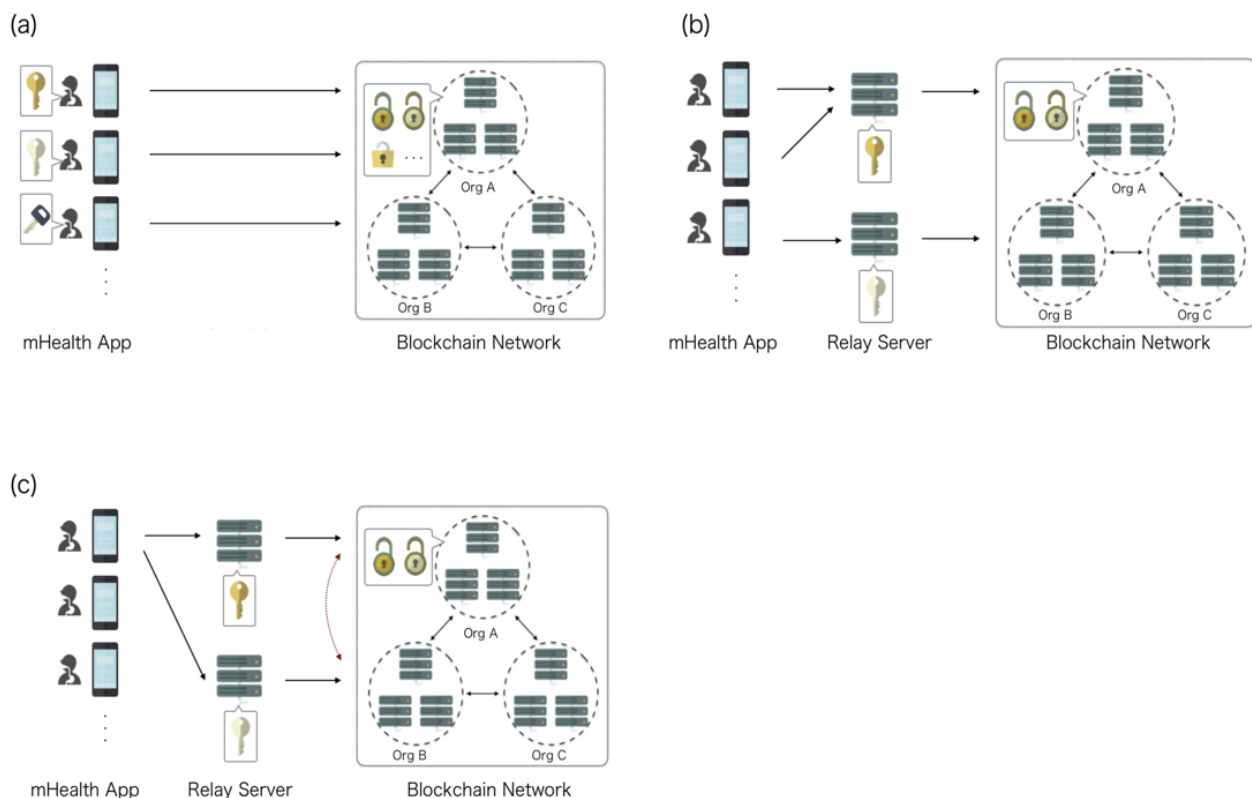 (a)
Org A
Org B
Org C
mHealth App
Blockchain Network
(b)
Org A
Org B
Org C
mHealth App
Relay Server
Blockchain Network
(c)
Org A
Org B
Org C
mHealth App
Relay Server
Blockchain Network